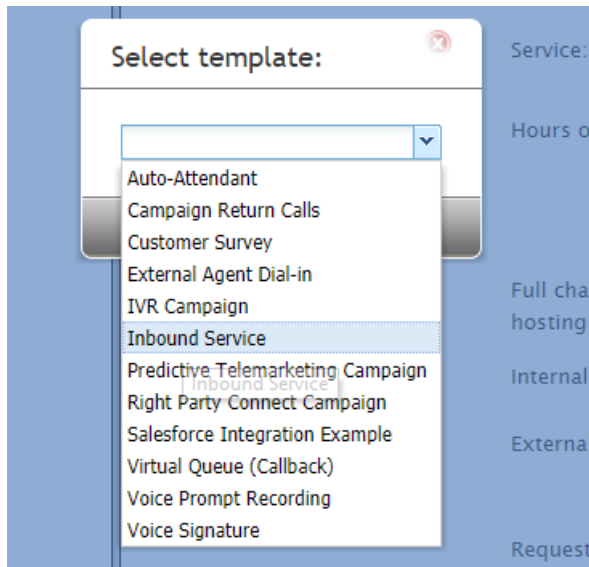 Select template:
Service:
Hours o
Auto-Attendant
Campaign Return Calls
Customer Survey
External Agent Dial-in
IVR Campaign
Inbound Service
Predictive Telemarketing Campaign
Inbound Service
Right Party Connect Campaign
Salesforce Integration Example
Virtual Queue (Callback)
Voice Prompt Recording
Voice Signature
Full cha
hosting
Internal
Externa
Request